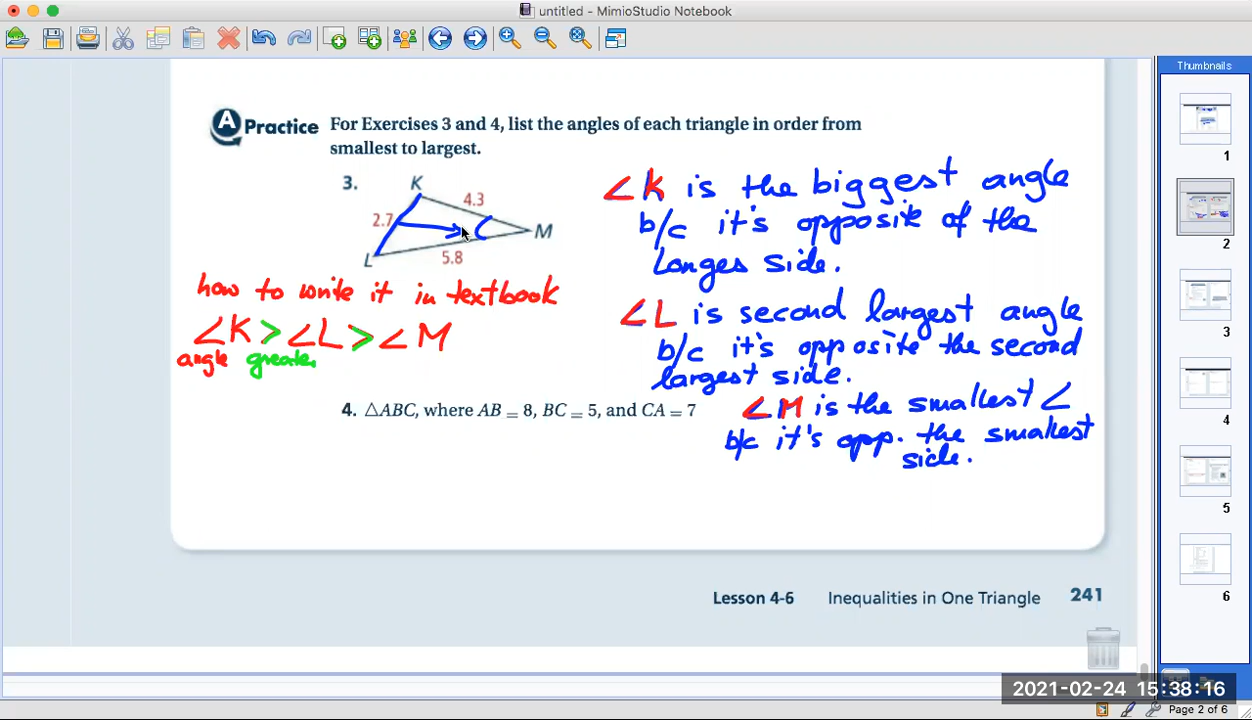 untitled - MimioStudio Notebook
Thumbnails
A Practice For Exercises 3 and 4, list the angles of each triangle in order from
smallest to largest.
3.
K
4.3
2.7
M
L
5.8
how to write it in textbook
∠K > ∠L > ∠M
angle greater
4. △ABC, where AB = 8, BC = 5, and CA = 7
∠K is the biggest angle
b/c it's opposite of the
longes side.
∠L is second largest angle
b/c it's opposite the second
largest side.
∠M is the smallest ∠
b/c it's opp. the smallest
side.
Lesson 4-6 Inequalities in One Triangle 241
1
2
3
4
5
6
2021-02-24 15:38:16
Page 2 of 6